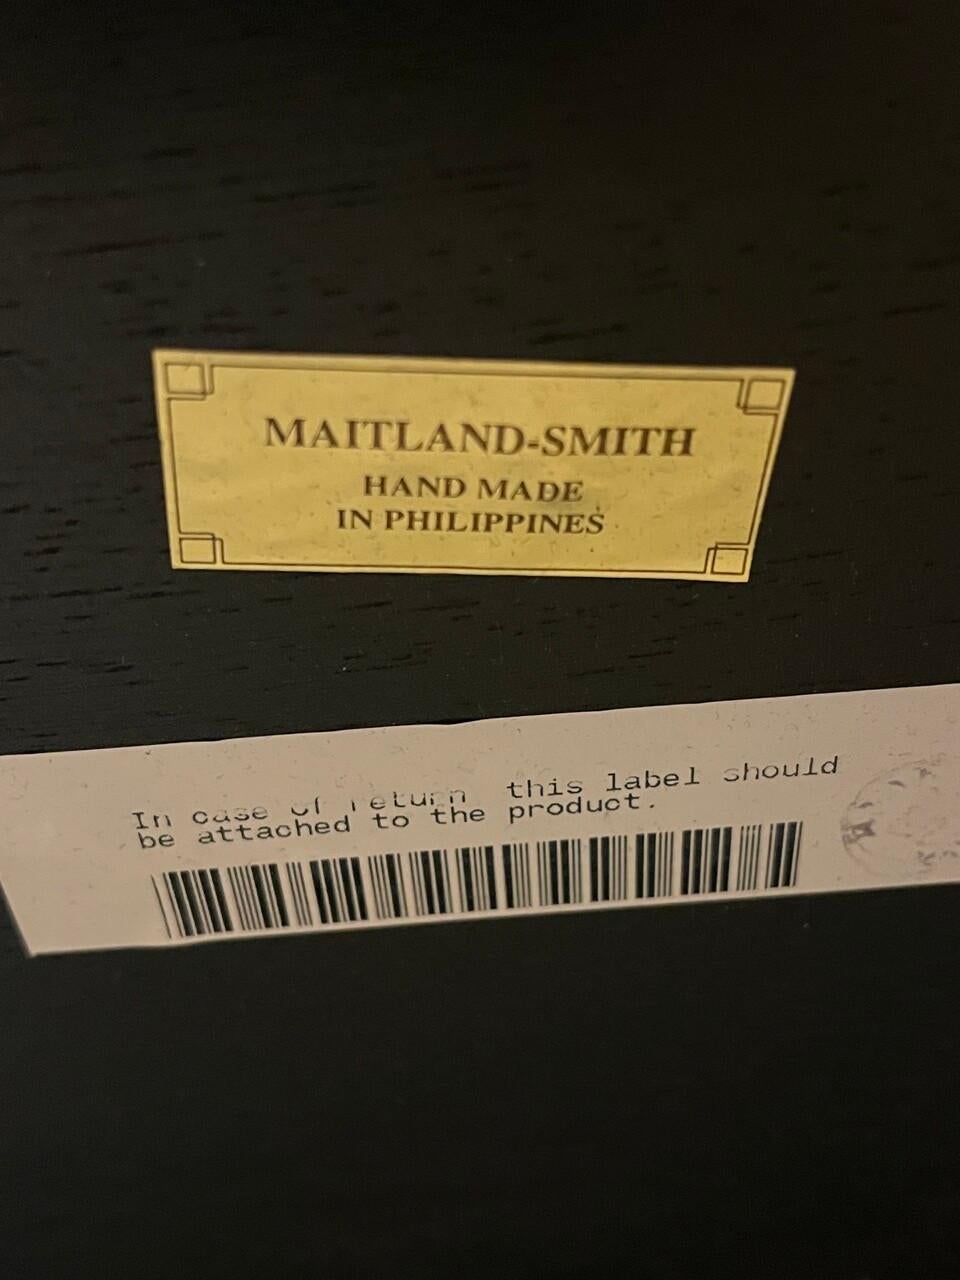 MAITLAND-SMITH
HAND MADE
IN PHILIPPINES
In case of return this label should
be attached to the product.